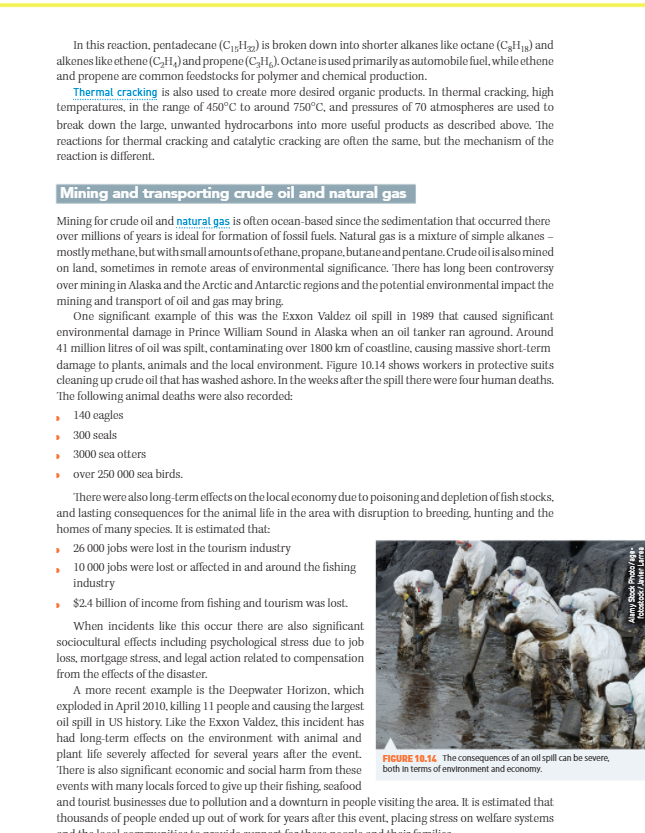 In this reaction, pentadecane (C₁₅H₃₂) is broken down into shorter alkanes like octane (C₈H₁₈) and
alkenes like ethene (C₂H₄) and propene (C₃H₆). Octane is used primarily as automobile fuel, while ethene
and propene are common feedstocks for polymer and chemical production.
Thermal cracking is also used to create more desired organic products. In thermal cracking, high
temperatures, in the range of 450°C to around 750°C, and pressures of 70 atmospheres are used to
break down the large, unwanted hydrocarbons into more useful products as described above. The
reactions for thermal cracking and catalytic cracking are often the same, but the mechanism of the
reaction is different.
Mining and transporting crude oil and natural gas
Mining for crude oil and natural gas is often ocean-based since the sedimentation that occurred there
over millions of years is ideal for formation of fossil fuels. Natural gas is a mixture of simple alkanes –
mostly methane, but with small amounts of ethane, propane, butane and pentane. Crude oil is also mined
on land, sometimes in remote areas of environmental significance. There has long been controversy
over mining in Alaska and the Arctic and Antarctic regions and the potential environmental impact the
mining and transport of oil and gas may bring.
One significant example of this was the Exxon Valdez oil spill in 1989 that caused significant
environmental damage in Prince William Sound in Alaska when an oil tanker ran aground. Around
41 million litres of oil was spilt, contaminating over 1800 km of coastline, causing massive short-term
damage to plants, animals and the local environment. Figure 10.14 shows workers in protective suits
cleaning up crude oil that has washed ashore. In the weeks after the spill there were four human deaths.
The following animal deaths were also recorded:
140 eagles
300 seals
3000 sea otters
over 250 000 sea birds.
There were also long-term effects on the local economy due to poisoning and depletion of fish stocks,
and lasting consequences for the animal life in the area with disruption to breeding, hunting and the
homes of many species. It is estimated that:
26 000 jobs were lost in the tourism industry
10 000 jobs were lost or affected in and around the fishing
industry
$2.4 billion of income from fishing and tourism was lost.
When incidents like this occur there are also significant
sociocultural effects including psychological stress due to job
loss, mortgage stress, and legal action related to compensation
from the effects of the disaster.
A more recent example is the Deepwater Horizon, which
exploded in April 2010, killing 11 people and causing the largest
oil spill in US history. Like the Exxon Valdez, this incident has
had long-term effects on the environment with animal and
plant life severely affected for several years after the event.
There is also significant economic and social harm from these
events with many locals forced to give up their fishing, seafood
and tourist businesses due to pollution and a downturn in people visiting the area. It is estimated that
thousands of people ended up out of work for years after this event, placing stress on welfare systems
and the local communities to provide support for these people and their families.
Alamy Stock Photo/age-
fotostock/Javier Larrea
FIGURE 10.14 The consequences of an oil spill can be severe,
both in terms of environment and economy.